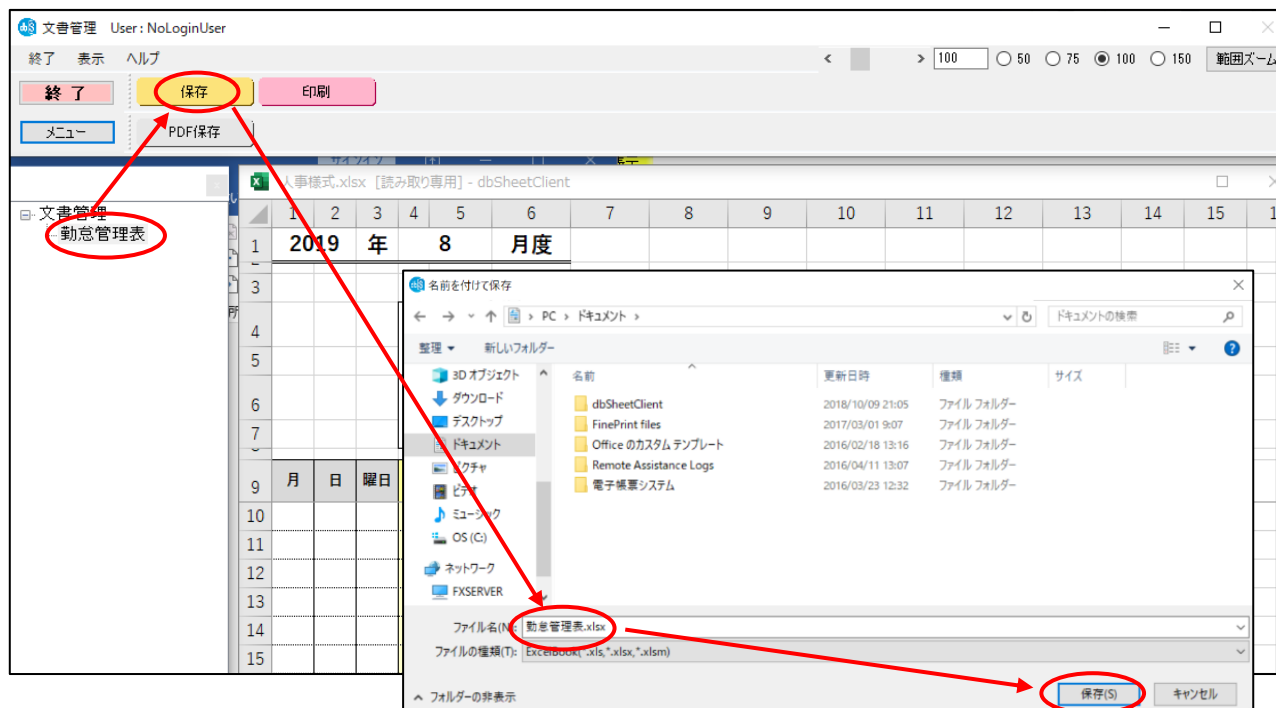 文書管理 User : NoLoginUser
終了 表示 ヘルプ
100 50 75 100 150 範囲ズーム
終 了 保存 印刷
メニュー PDF保存
人事様式.xlsx [読み取り専用] - dbSheetClient
文書管理
勤怠管理表
1 2 3 4 5 6 7 8 9 10 11 12 13 14 15
1 2019 年 8 月度
3
4
5
6
7
9 月 日 曜日
10
11
12
13
14
15
名前を付けて保存
PC › ドキュメント › ドキュメントの検索
整理 新しいフォルダー
名前 更新日時 種類 サイズ
3D オブジェクト
ダウンロード
デスクトップ
ドキュメント
ピクチャ
ビデオ
ミュージック
OS (C:)
ネットワーク
FXSERVER
dbSheetClient 2018/10/09 21:05 ファイル フォルダー
FinePrint files 2017/03/01 9:07 ファイル フォルダー
Office のカスタム テンプレート 2016/02/18 13:16 ファイル フォルダー
Remote Assistance Logs 2016/04/11 13:07 ファイル フォルダー
電子帳票システム 2016/03/23 12:32 ファイル フォルダー
ファイル名(N): 勤怠管理表.xlsx
ファイルの種類(T): ExcelBook(*.xls,*.xlsx,*.xlsm)
フォルダーの非表示 保存(S) キャンセル